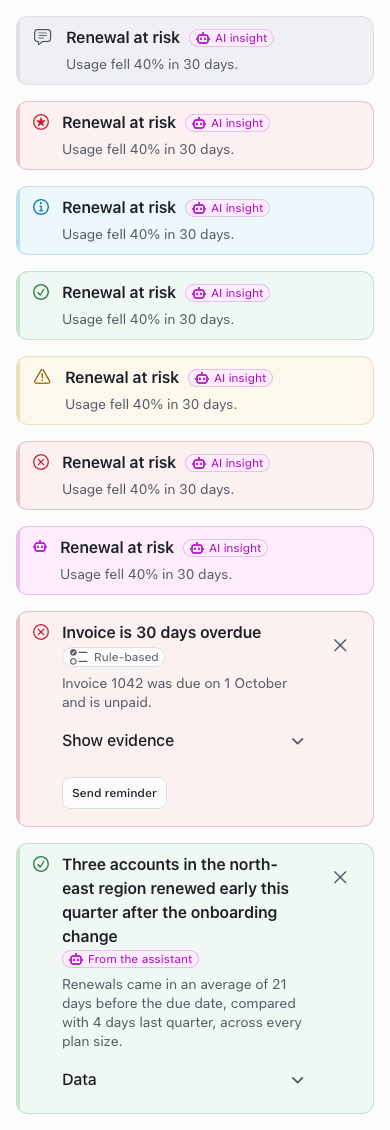 Renewal at risk AI insight
Usage fell 40% in 30 days.
Renewal at risk AI insight
Usage fell 40% in 30 days.
Renewal at risk AI insight
Usage fell 40% in 30 days.
Renewal at risk AI insight
Usage fell 40% in 30 days.
Renewal at risk AI insight
Usage fell 40% in 30 days.
Renewal at risk AI insight
Usage fell 40% in 30 days.
Renewal at risk AI insight
Usage fell 40% in 30 days.
Invoice is 30 days overdue
Rule-based
Invoice 1042 was due on 1 October
and is unpaid.
Show evidence
Send reminder
Three accounts in the north-
east region renewed early this
quarter after the onboarding
change
From the assistant
Renewals came in an average of 21
days before the due date, compared
with 4 days last quarter, across every
plan size.
Data